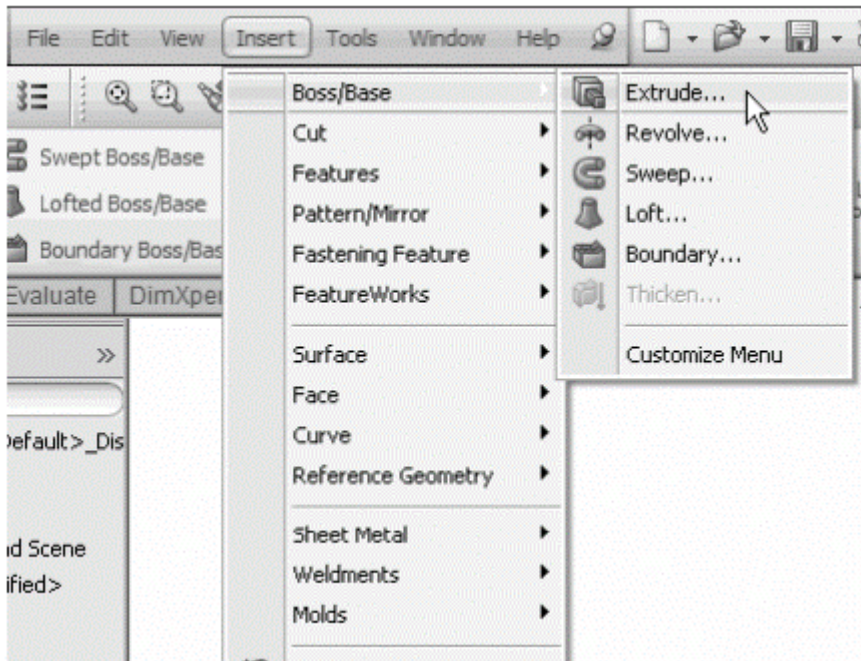 File Edit View Insert Tools Window Help
Boss/Base
Extrude...
Cut
Revolve...
Swept Boss/Base
Features
Sweep...
Lofted Boss/Base
Pattern/Mirror
Loft...
Boundary Boss/Bas
Fastening Feature
Boundary...
Evaluate
DimXper
FeatureWorks
Thicken...
Surface
Customize Menu
Face
Default>_Dis
Curve
Reference Geometry
Sheet Metal
nd Scene
Weldments
ified>
Molds